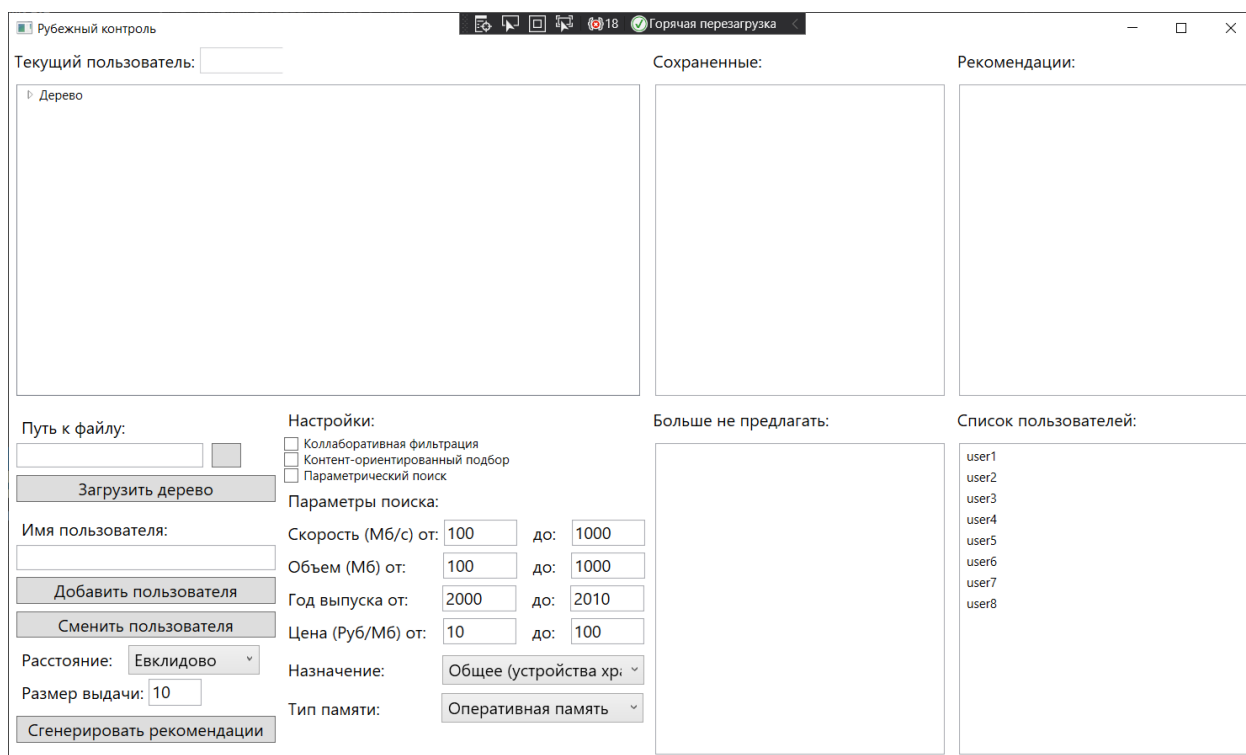 Рубежный контроль
18
Горячая перезагрузка
Текущий пользователь:
Сохраненные:
Рекомендации:
Дерево
Путь к файлу:
Загрузить дерево
Имя пользователя:
Добавить пользователя
Сменить пользователя
Расстояние: Евклидово
Размер выдачи: 10
Сгенерировать рекомендации
Настройки:
Коллаборативная фильтрация
Контент-ориентированный подбор
Параметрический поиск
Параметры поиска:
Скорость (Мб/с) от: 100 до: 1000
Объем (Мб) от: 100 до: 1000
Год выпуска от: 2000 до: 2010
Цена (Руб/Мб) от: 10 до: 100
Назначение: Общее (устройства хра
Тип памяти: Оперативная память
Больше не предлагать:
Список пользователей:
user1
user2
user3
user4
user5
user6
user7
user8